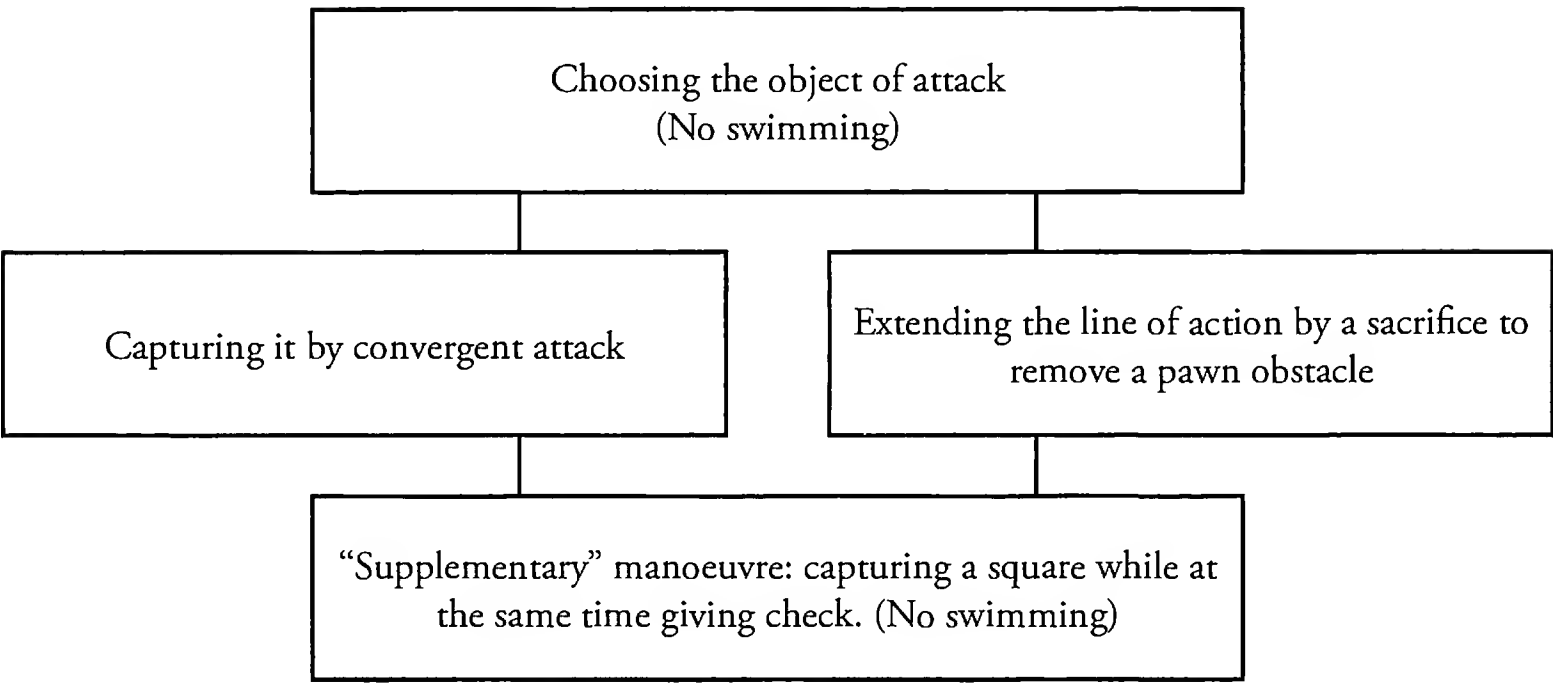 Choosing the object of attack
(No swimming)
Capturing it by convergent attack
Extending the line of action by a sacrifice to
remove a pawn obstacle
“Supplementary” manoeuvre: capturing a square while at
the same time giving check. (No swimming)